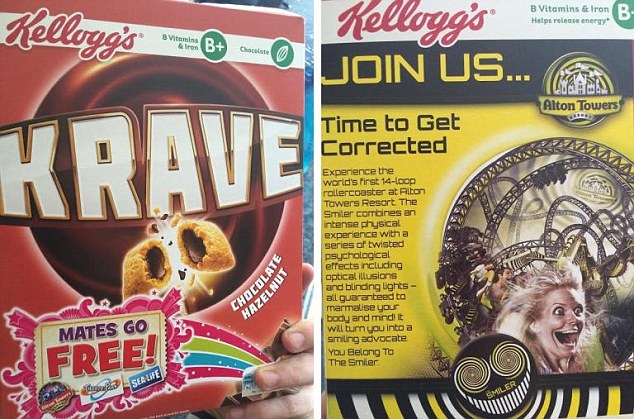 Kellogg's
B Vitamins
& Iron
B+
Chocolate
KRAVE
CHOCOLATE
HAZELNUT
MATES GO
FREE!
SEA LIFE
Kellogg's
B Vitamins & Iron
Helps release energy*
B
JOIN US...
Alton Towers
Time to Get
Corrected
Experience the
world's first 14-loop
rollercoaster at Alton
Towers Resort. The
Smiler combines an
intense physical
experience with a
series of twisted
psychological
effects including
optical illusions
and blinding lights –
all guaranteed to
marmalise your
body and mind! It
will turn you into a
smiling advocate.
You Belong To
The Smiler.
SMILER